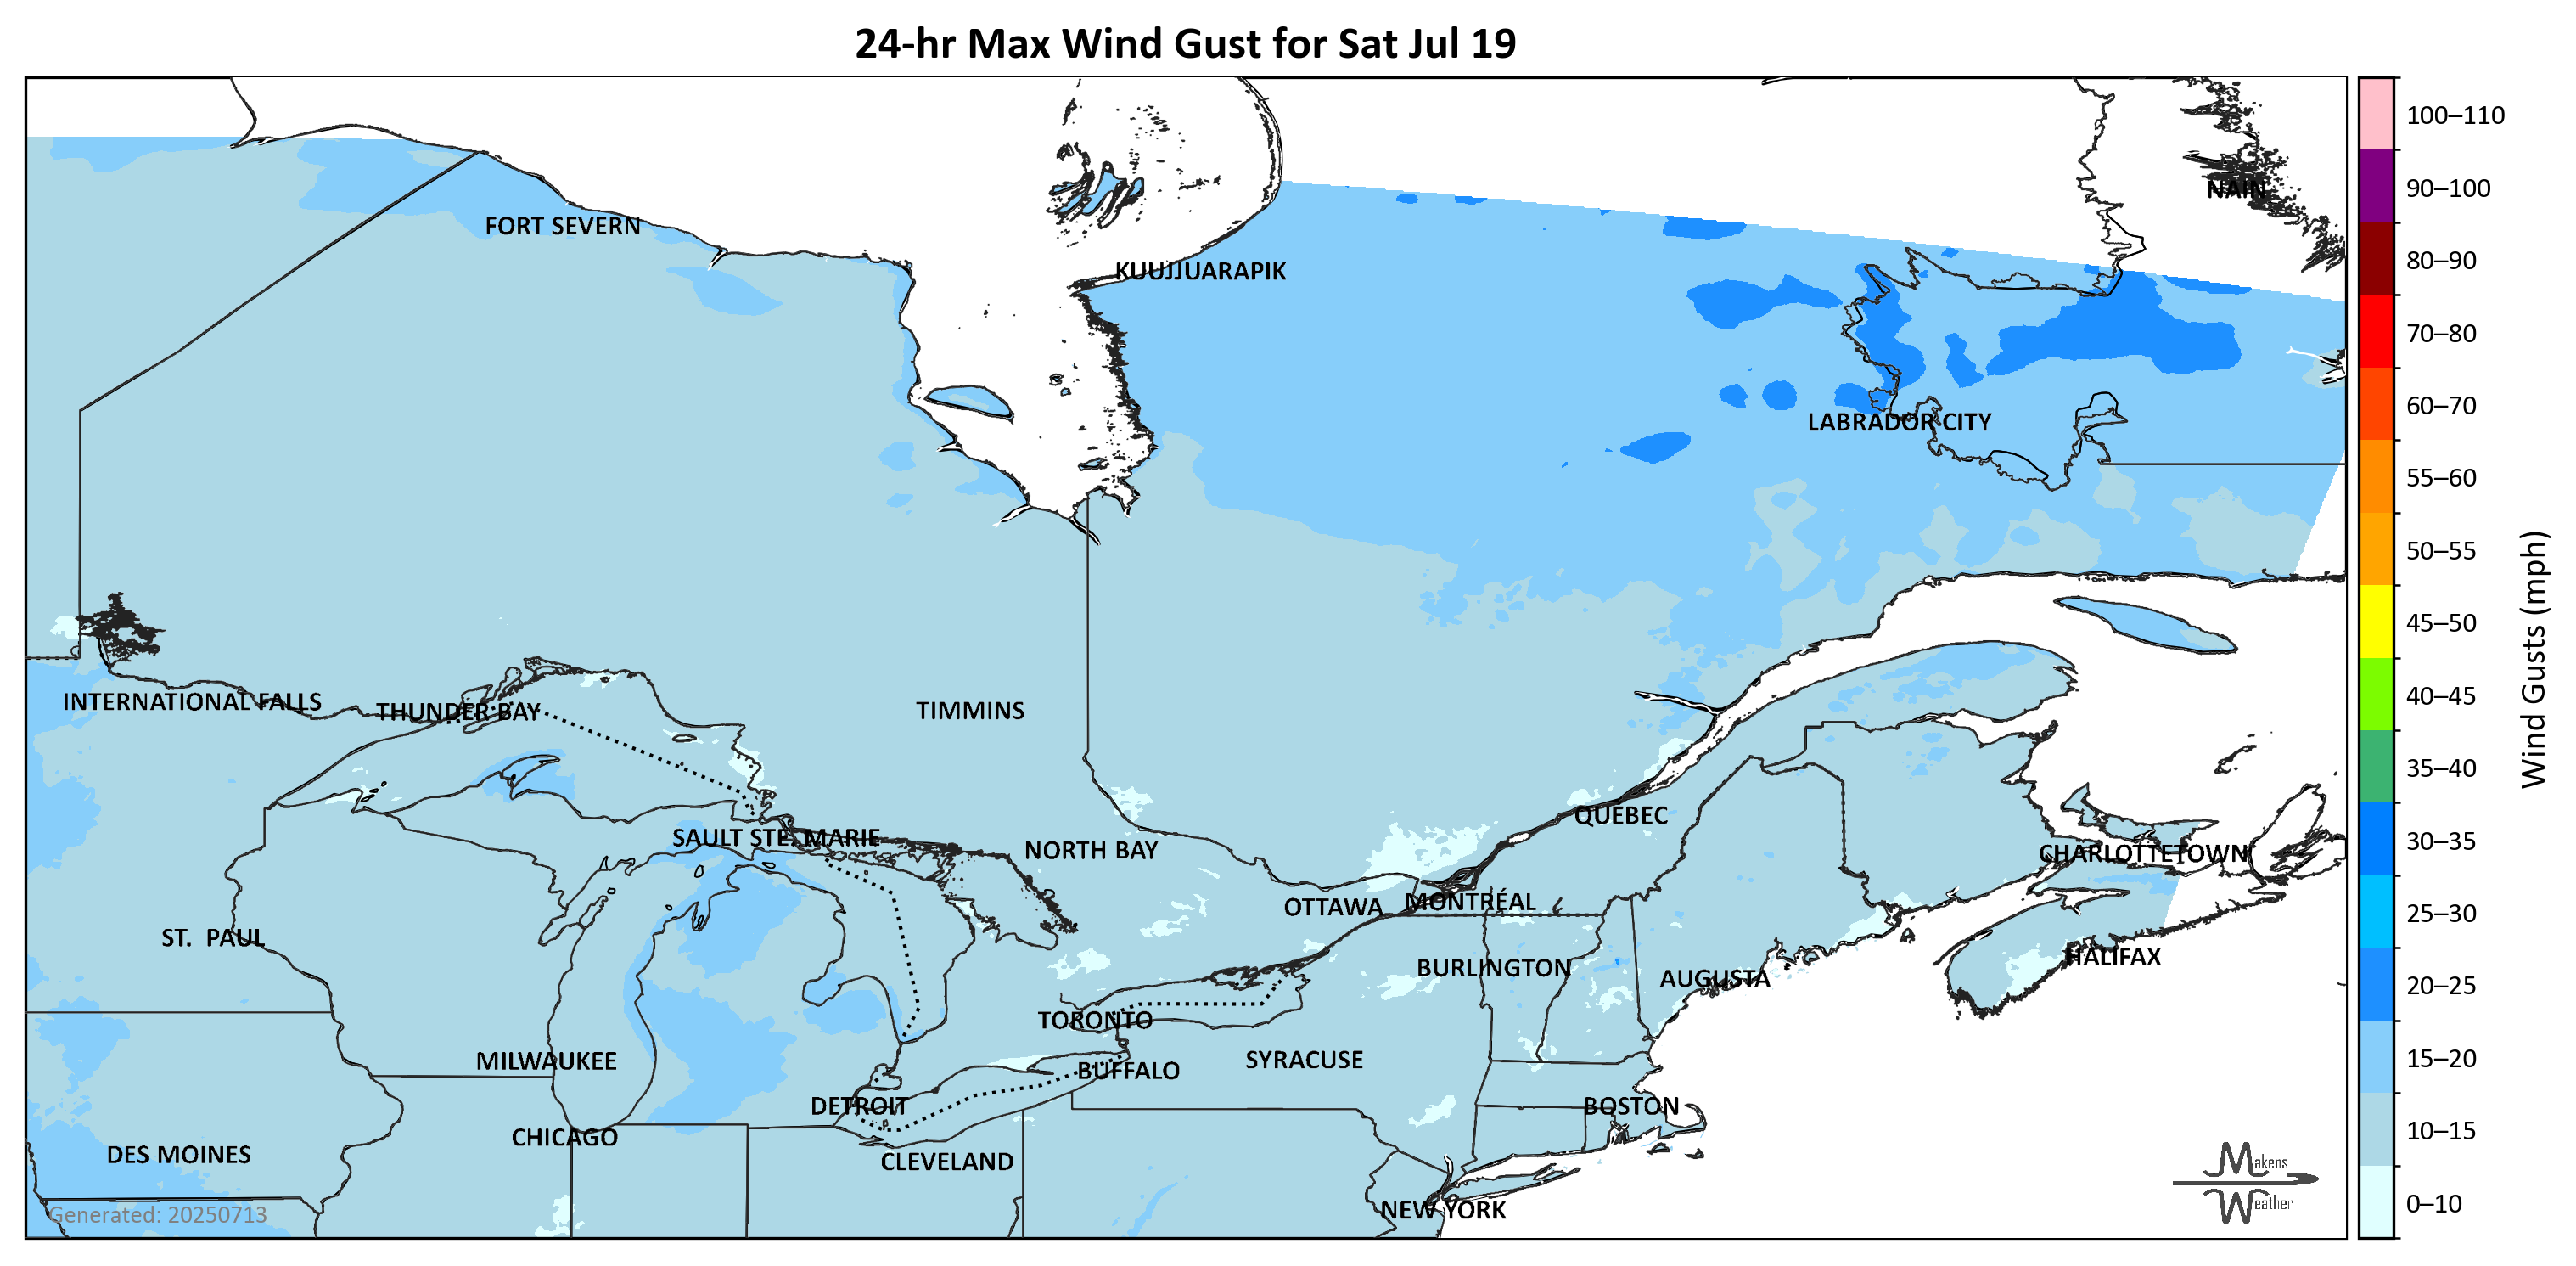 24-hr Max Wind Gust for Sat Jul 19
NAIN
FORT SEVERN
KUUJJUARAPIK
LABRADOR CITY
INTERNATIONAL FALLS
THUNDER BAY
TIMMINS
QUEBEC
SAULT STE. MARIE
NORTH BAY
CHARLOTTETOWN
OTTAWA
MONTRÉAL
ST. PAUL
HALIFAX
BURLINGTON
AUGUSTA
TORONTO
MILWAUKEE
SYRACUSE
BUFFALO
DETROIT
BOSTON
CHICAGO
DES MOINES
CLEVELAND
NEW YORK
Generated: 20250713
Makens
Weather
100–110
90–100
80–90
70–80
60–70
55–60
50–55
45–50
40–45
35–40
30–35
25–30
20–25
15–20
10–15
0–10
Wind Gusts (mph)